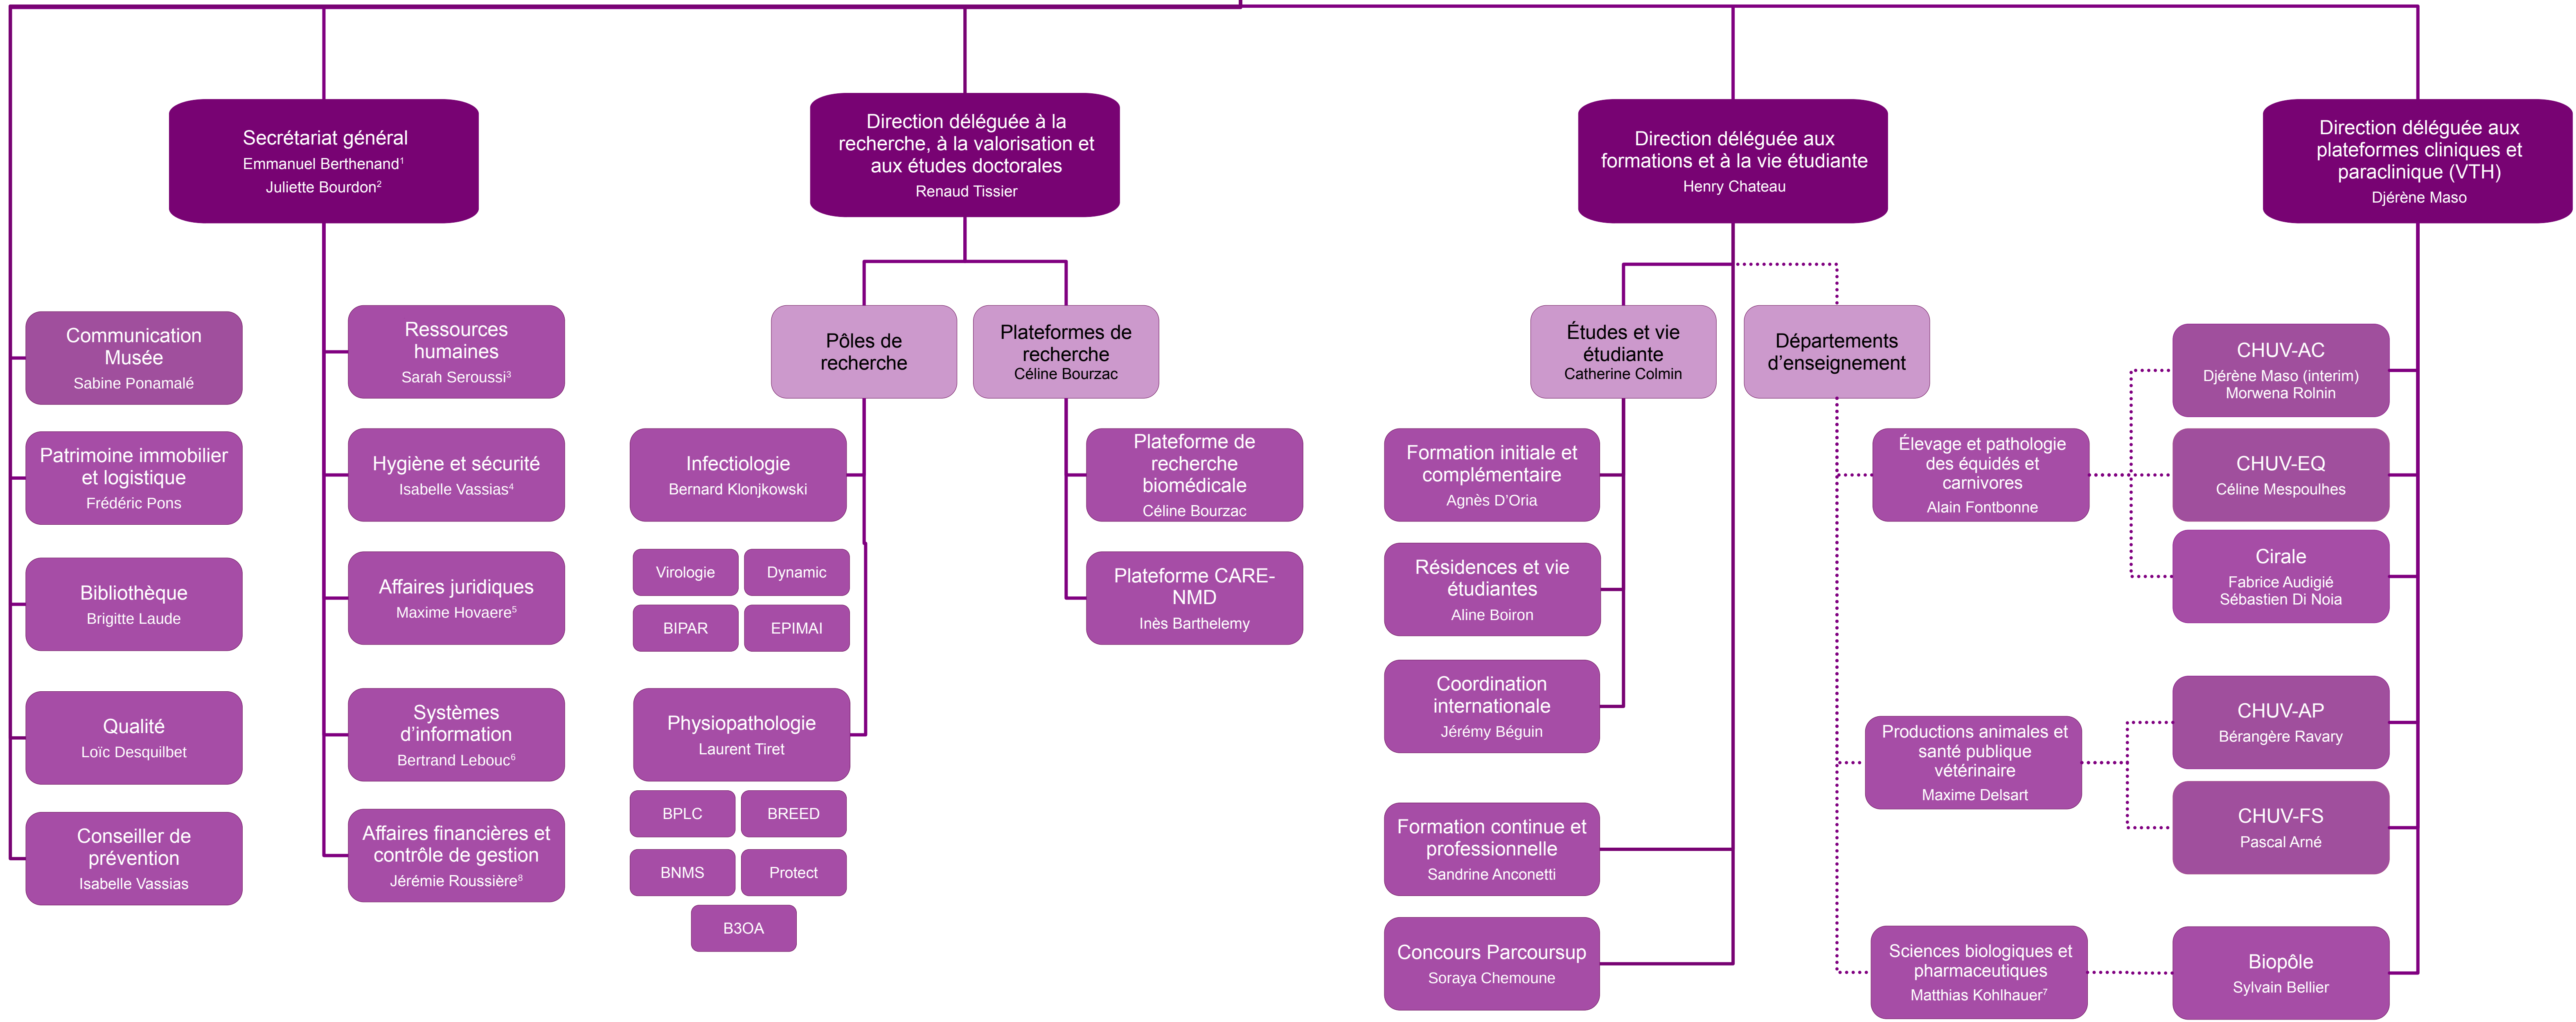 Secrétariat général
Emmanuel Berthenand¹
Juliette Bourdon²
Direction déléguée à la
recherche, à la valorisation et
aux études doctorales
Renaud Tissier
Direction déléguée aux
formations et à la vie étudiante
Henry Chateau
Direction déléguée aux
plateformes cliniques et
paraclinique (VTH)
Djérène Maso
Communication
Musée
Sabine Ponamalé
Patrimoine immobilier
et logistique
Frédéric Pons
Bibliothèque
Brigitte Laude
Qualité
Loïc Desquilbet
Conseiller de
prévention
Isabelle Vassias
Ressources
humaines
Sarah Seroussi³
Hygiène et sécurité
Isabelle Vassias⁴
Affaires juridiques
Maxime Hovaere⁵
Systèmes
d’information
Bertrand Lebouc⁶
Affaires financières et
contrôle de gestion
Jérémie Roussière⁸
Pôles de
recherche
Infectiologie
Bernard Klonjkowski
Virologie
Dynamic
BIPAR
EPIMAI
Physiopathologie
Laurent Tiret
BPLC
BREED
BNMS
Protect
B3OA
Plateformes de
recherche
Céline Bourzac
Plateforme de
recherche
biomédicale
Céline Bourzac
Plateforme CARE-
NMD
Inès Barthelemy
Études et vie
étudiante
Catherine Colmin
Formation initiale et
complémentaire
Agnès D’Oria
Résidences et vie
étudiantes
Aline Boiron
Coordination
internationale
Jérémy Béguin
Formation continue et
professionnelle
Sandrine Anconetti
Concours Parcoursup
Soraya Chemoune
Départements
d’enseignement
Élevage et pathologie
des équidés et
carnivores
Alain Fontbonne
Productions animales et
santé publique
vétérinaire
Maxime Delsart
Sciences biologiques et
pharmaceutiques
Matthias Kohlhauer⁷
CHUV-AC
Djérène Maso (interim)
Morwena Rolnin
CHUV-EQ
Céline Mespoulhes
Cirale
Fabrice Audigié
Sébastien Di Noia
CHUV-AP
Bérangère Ravary
CHUV-FS
Pascal Arné
Biopôle
Sylvain Bellier